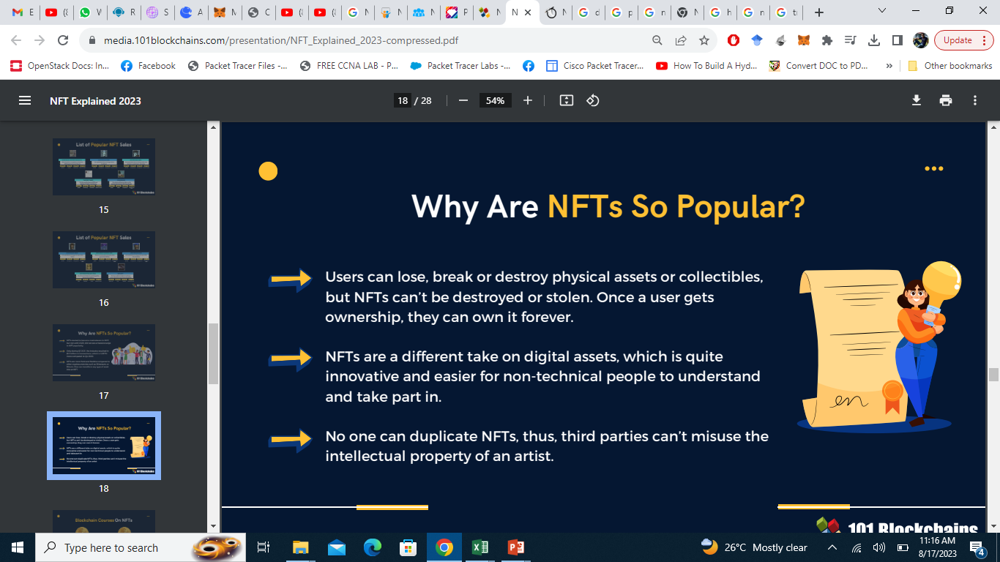 media.101blockchains.com/presentation/NFT_Explained_2023-compressed.pdf
Update
OpenStack Docs: In...
Facebook
Packet Tracer Files -...
FREE CCNA LAB - P...
Packet Tracer Labs -...
Cisco Packet Tracer...
How To Build A Hyd...
Convert DOC to PD...
»
Other bookmarks
NFT Explained 2023
18 / 28
54%
List of Popular NFT Sales
15
List of Popular NFT Sales
16
Why Are NFTs So Popular?
17
Why Are NFTs So Popular?
18
Blockchain Courses On NFTs
Why Are NFTs So Popular?
Users can lose, break or destroy physical assets or collectibles,
but NFTs can't be destroyed or stolen. Once a user gets
ownership, they can own it forever.
NFTs are a different take on digital assets, which is quite
innovative and easier for non-technical people to understand
and take part in.
No one can duplicate NFTs, thus, third parties can't misuse the
intellectual property of an artist.
101 Blockchains
Type here to search
26°C Mostly clear
11:16 AM
8/17/2023
4